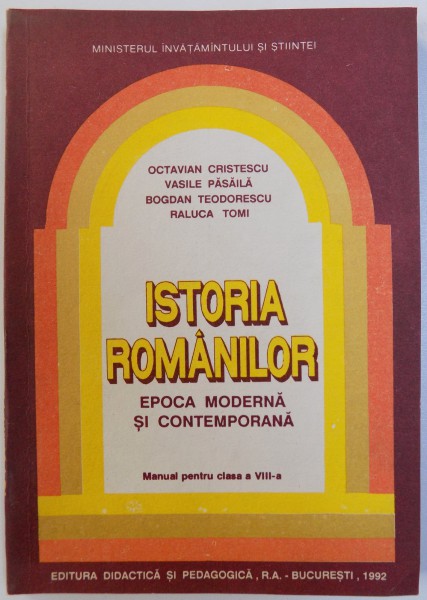 MINISTERUL ÎNVĂȚĂMÎNTULUI ȘI ȘTIINȚEI
OCTAVIAN CRISTESCU
VASILE PĂSĂILĂ
BOGDAN TEODORESCU
RALUCA TOMI
ISTORIA
ROMÂNILOR
EPOCA MODERNĂ
ȘI CONTEMPORANĂ
Manual pentru clasa a VIII-a
EDITURA DIDACTICĂ ȘI PEDAGOGICĂ, R.A. - BUCUREȘTI, 1992